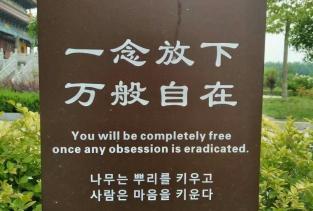 一念放下
万般自在
You will be completely free
once any obsession is eradicated.
나무는 뿌리를 키우고
사람은 마음을 키운다